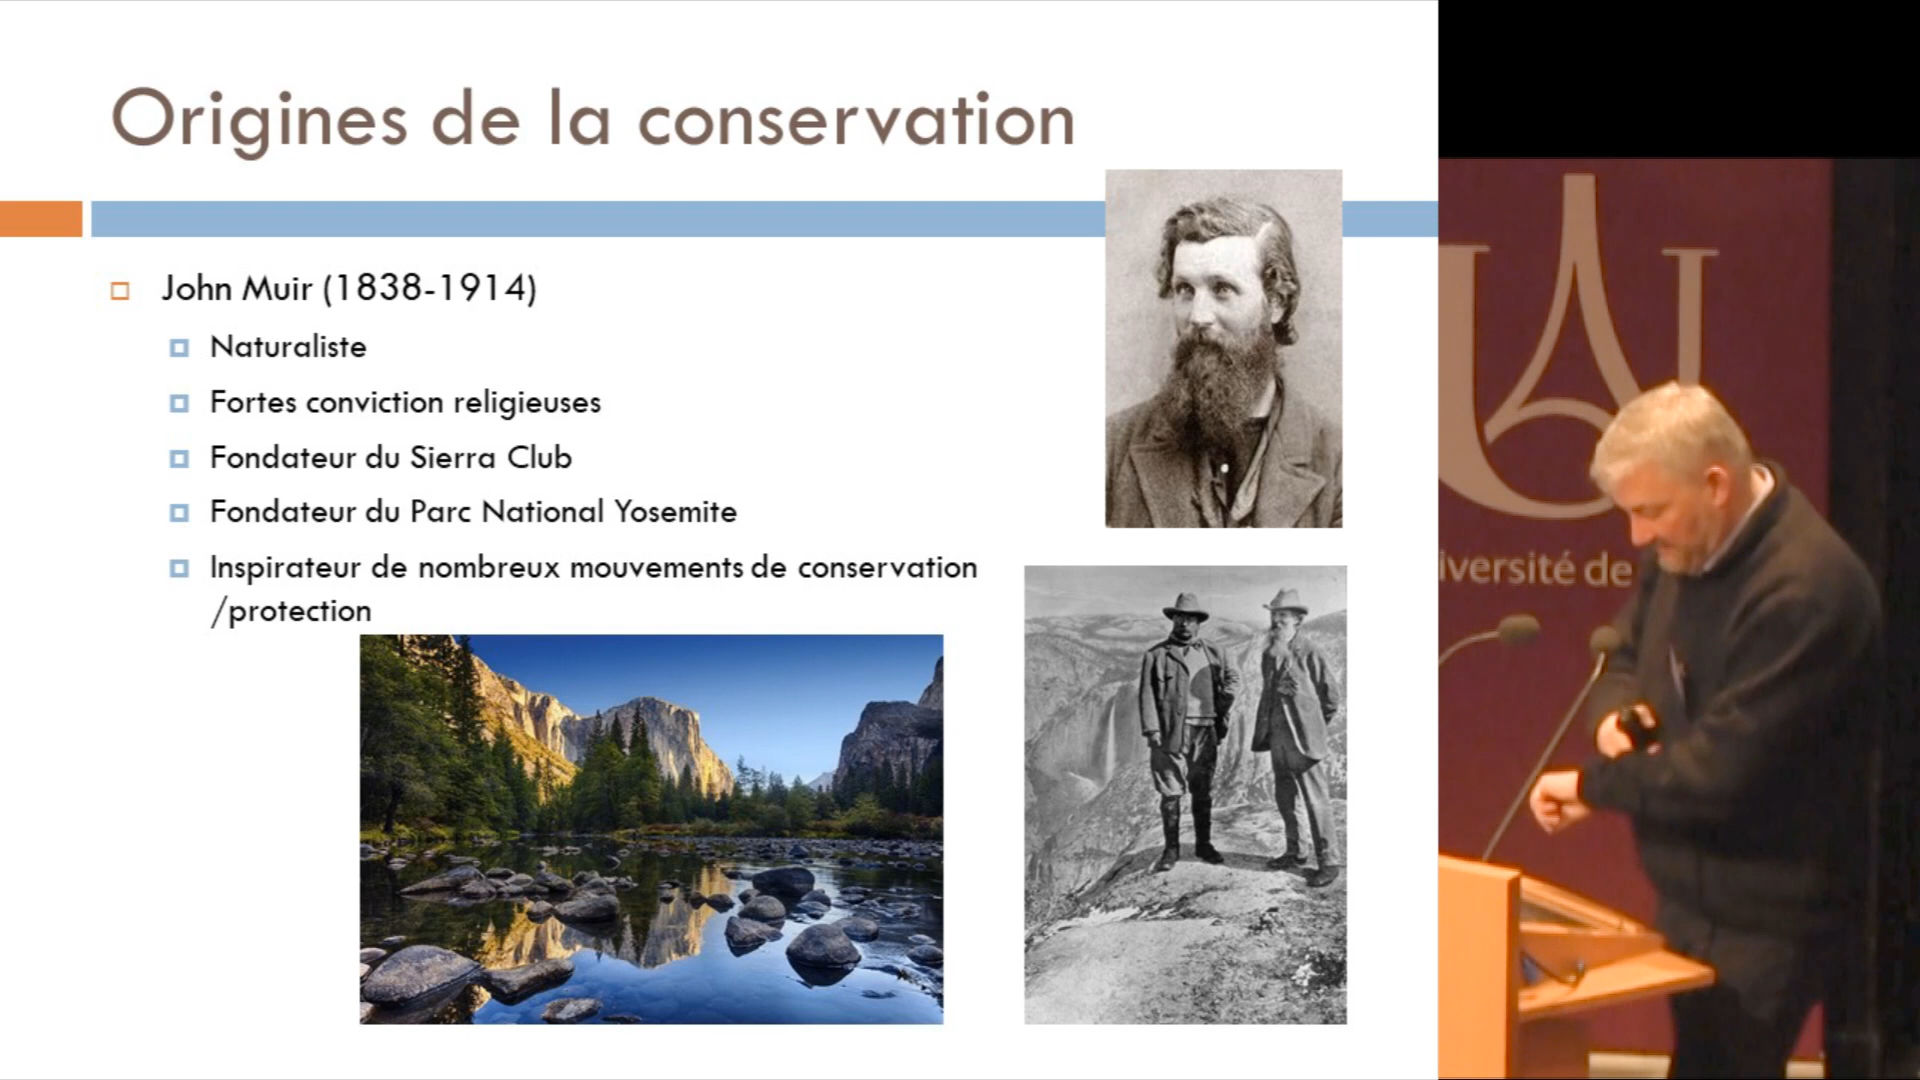 Origines de la conservation
John Muir (1838-1914)
Naturaliste
Fortes conviction religieuses
Fondateur du Sierra Club
Fondateur du Parc National Yosemite
Inspirateur de nombreux mouvements de conservation
/protection
iversité de